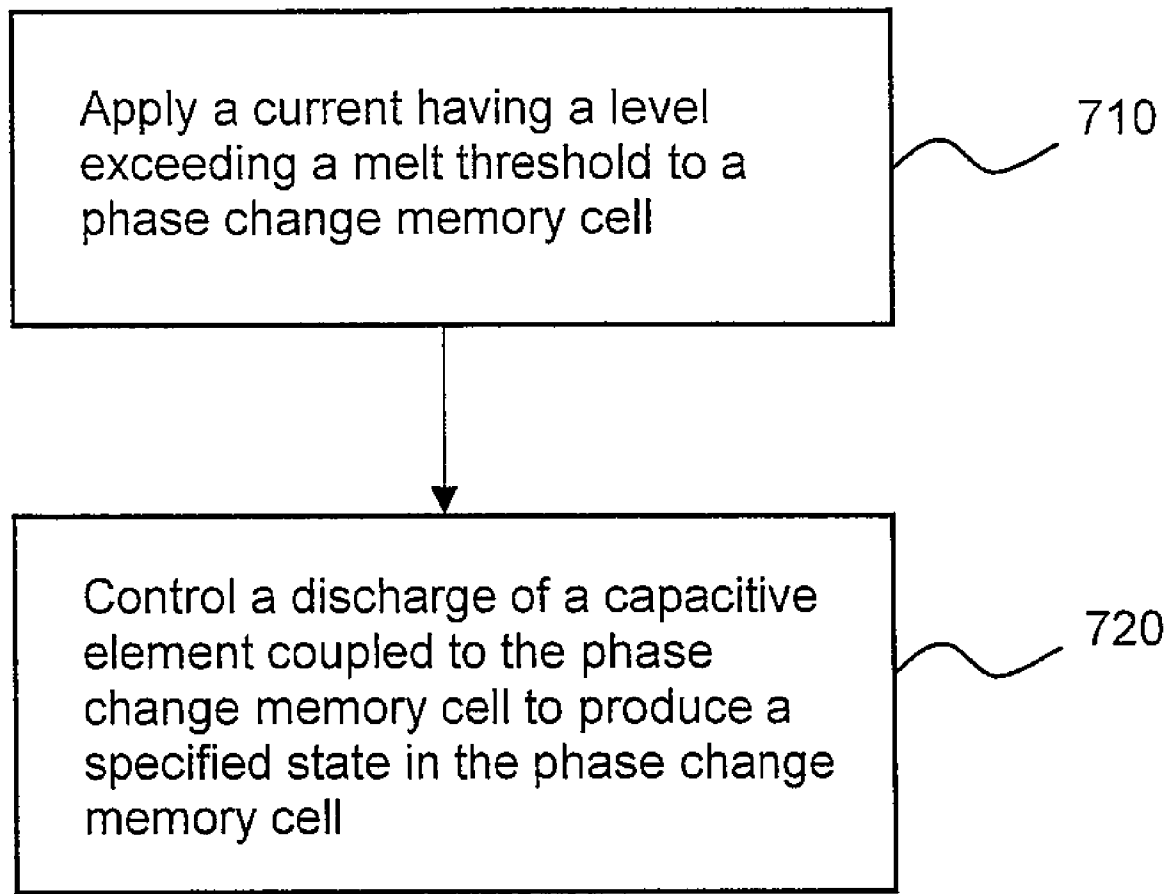 Apply a current having a level
exceeding a melt threshold to a
phase change memory cell
710
Control a discharge of a capacitive
element coupled to the phase
change memory cell to produce a
specified state in the phase change
memory cell
720